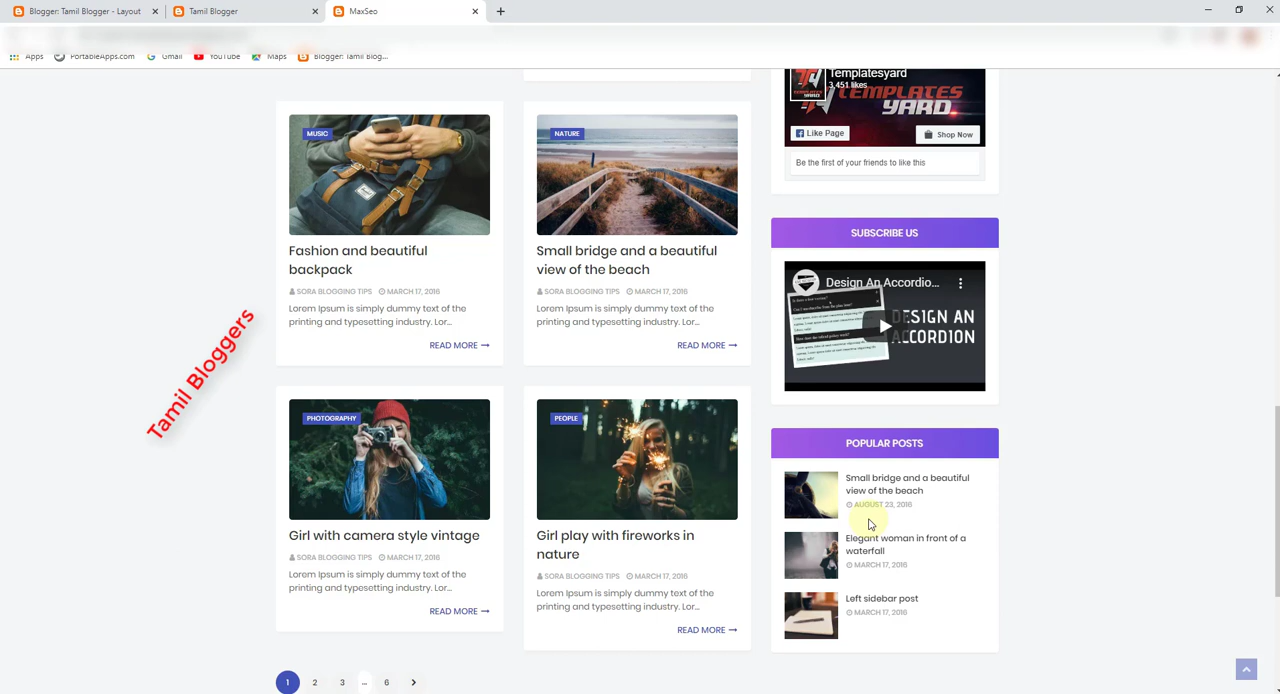 Blogger: Tamil Blogger - Layout
Tamil Blogger
MaxSeo
Apps
PortableApps.com
Gmail
YouTube
Maps
Blogger: Tamil Blog...
MUSIC
Fashion and beautiful
backpack
SORA BLOGGING TIPS MARCH 17, 2016
Lorem Ipsum is simply dummy text of the
printing and typesetting industry. Lor...
READ MORE
NATURE
Small bridge and a beautiful
view of the beach
SORA BLOGGING TIPS MARCH 17, 2016
Lorem Ipsum is simply dummy text of the
printing and typesetting industry. Lor...
READ MORE
PHOTOGRAPHY
Girl with camera style vintage
SORA BLOGGING TIPS MARCH 17, 2016
Lorem Ipsum is simply dummy text of the
printing and typesetting industry. Lor...
READ MORE
PEOPLE
Girl play with fireworks in
nature
SORA BLOGGING TIPS MARCH 17, 2016
Lorem Ipsum is simply dummy text of the
printing and typesetting industry. Lor...
READ MORE
1 2 3 ... 6
Tamil Bloggers
Templatesyard
3,451 likes
TEMPLATES
YARD
Like Page
Shop Now
Be the first of your friends to like this
SUBSCRIBE US
Design An Accordio...
DESIGN AN
ACCORDION
POPULAR POSTS
Small bridge and a beautiful
view of the beach
AUGUST 23, 2016
Elegant woman in front of a
waterfall
MARCH 17, 2016
Left sidebar post
MARCH 17, 2016